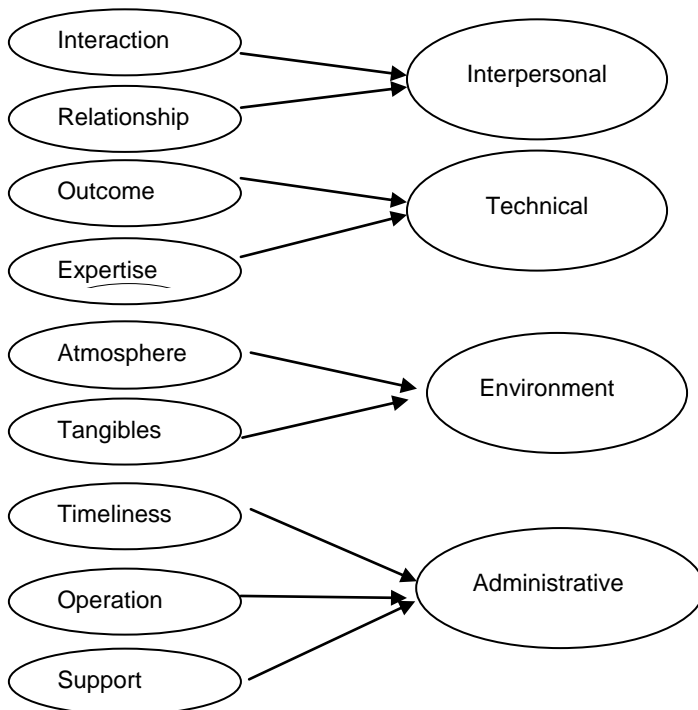 Interaction
Interpersonal
Relationship
Outcome
Technical
Expertise
Atmosphere
Environment
Tangibles
Timeliness
Administrative
Operation
Support